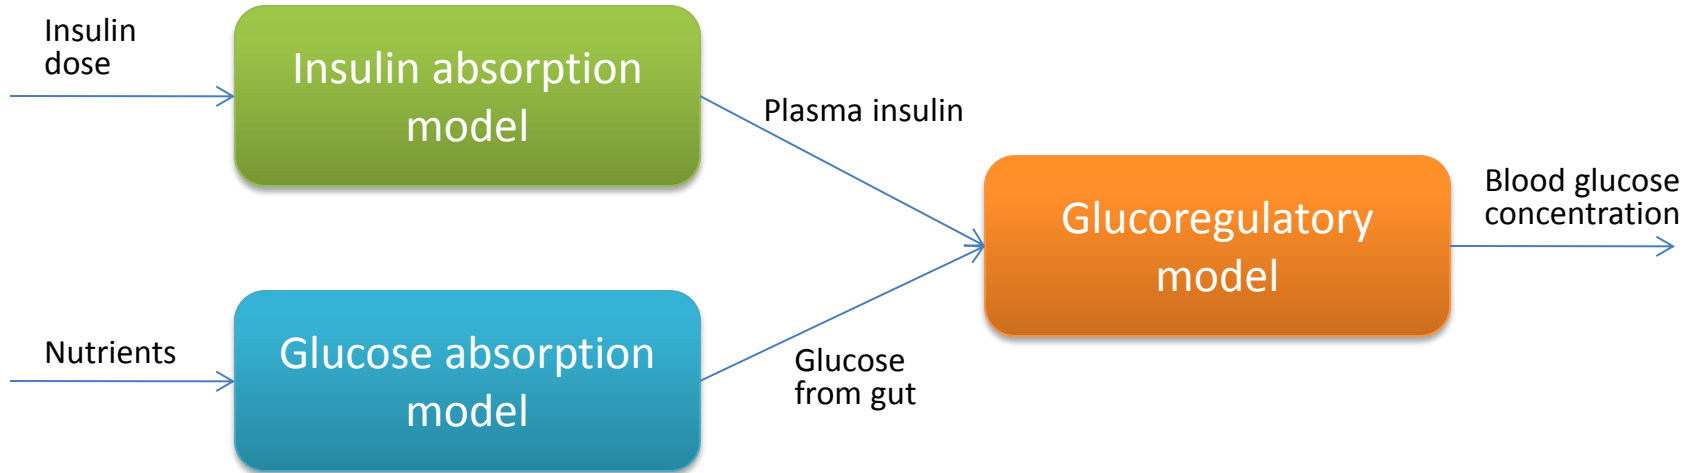 Insulin
dose
Insulin absorption
model
Plasma insulin
Nutrients
Glucose absorption
model
Glucose
from gut
Glucoregulatory
model
Blood glucose
concentration